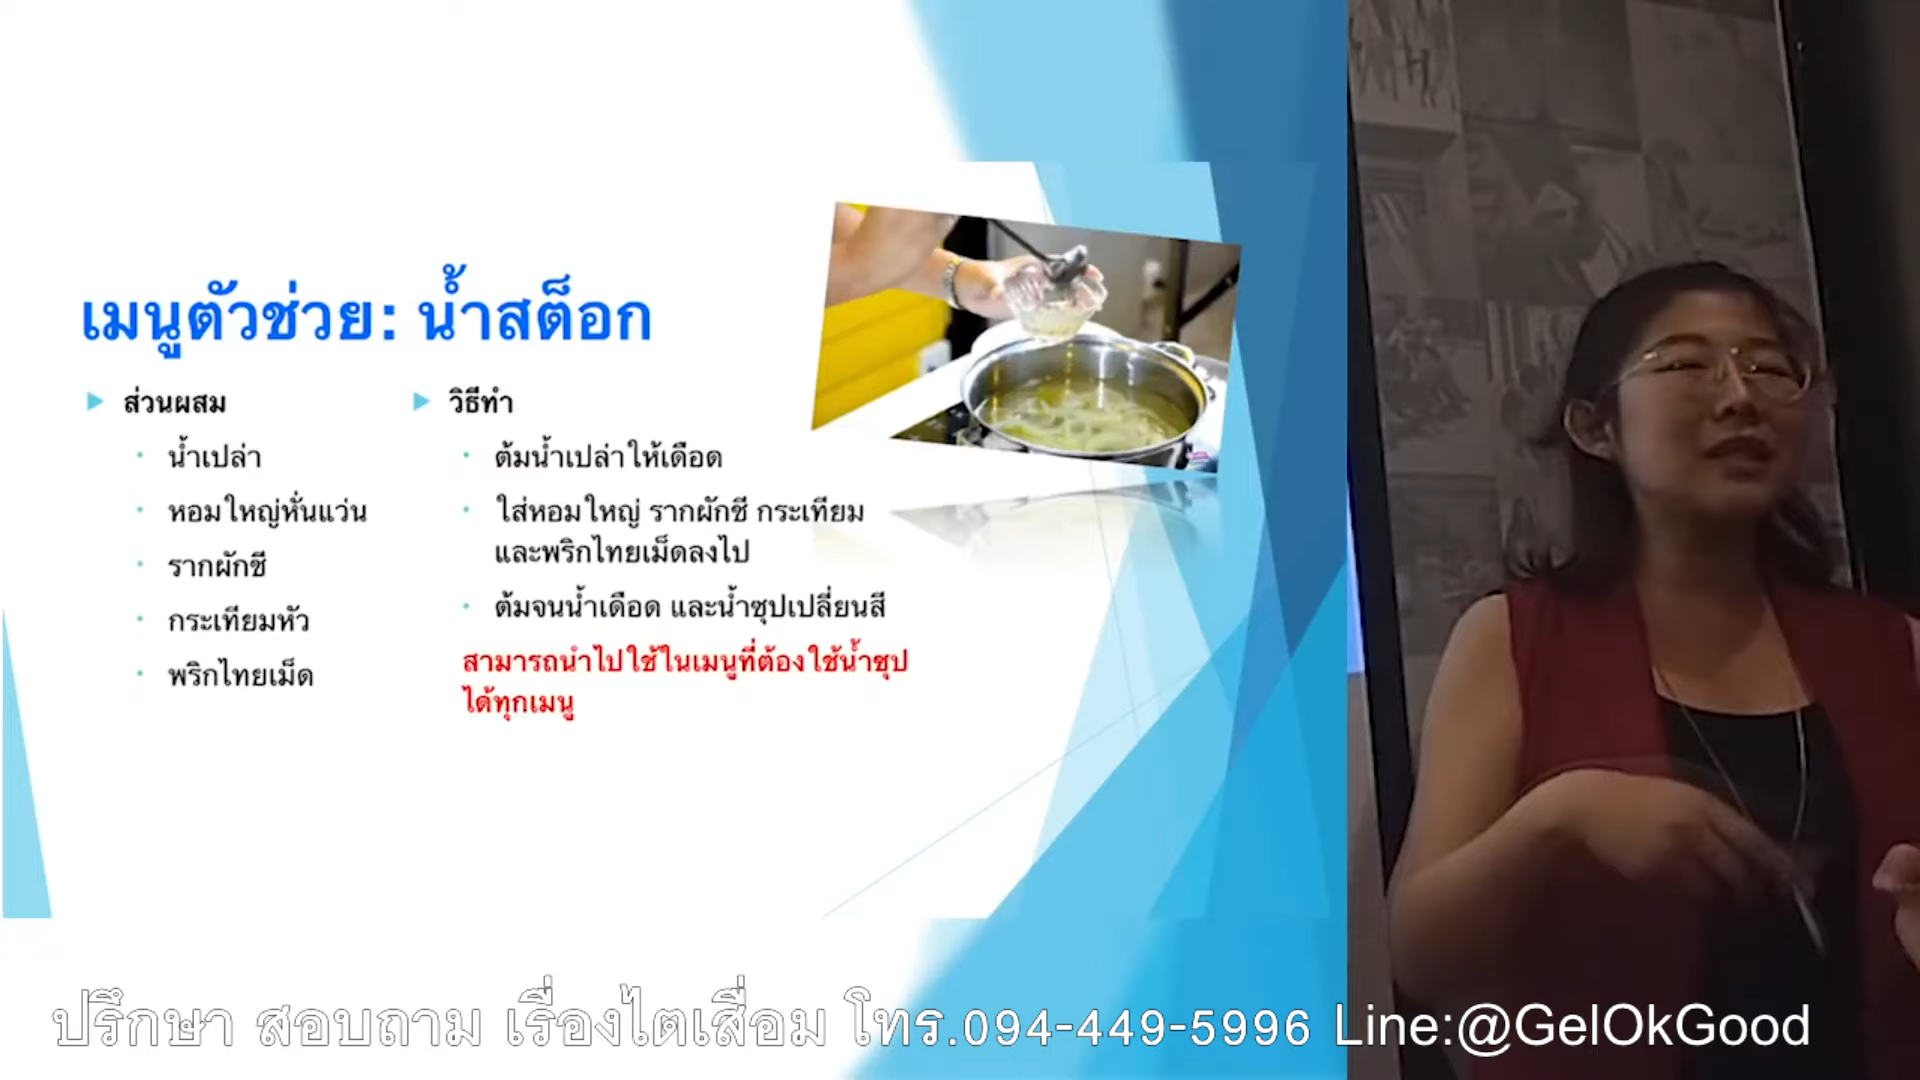 เมนูตัวช่วย: น้ำสต็อก
ส่วนผสม
น้ำเปล่า
หอมใหญ่หั่นแว่น
รากผักชี
กระเทียมหัว
พริกไทยเม็ด
วิธีทำ
ต้มน้ำเปล่าให้เดือด
ใส่หอมใหญ่ รากผักชี กระเทียม
และพริกไทยเม็ดลงไป
ต้มจนน้ำเดือด และน้ำซุปเปลี่ยนสี
สามารถนำไปใช้ในเมนูที่ต้องใช้น้ำซุป
ได้ทุกเมนู
ปรึกษา สอบถาม เรื่องไตเสื่อม โทร.094-449-5996 Line:@GelOkGood